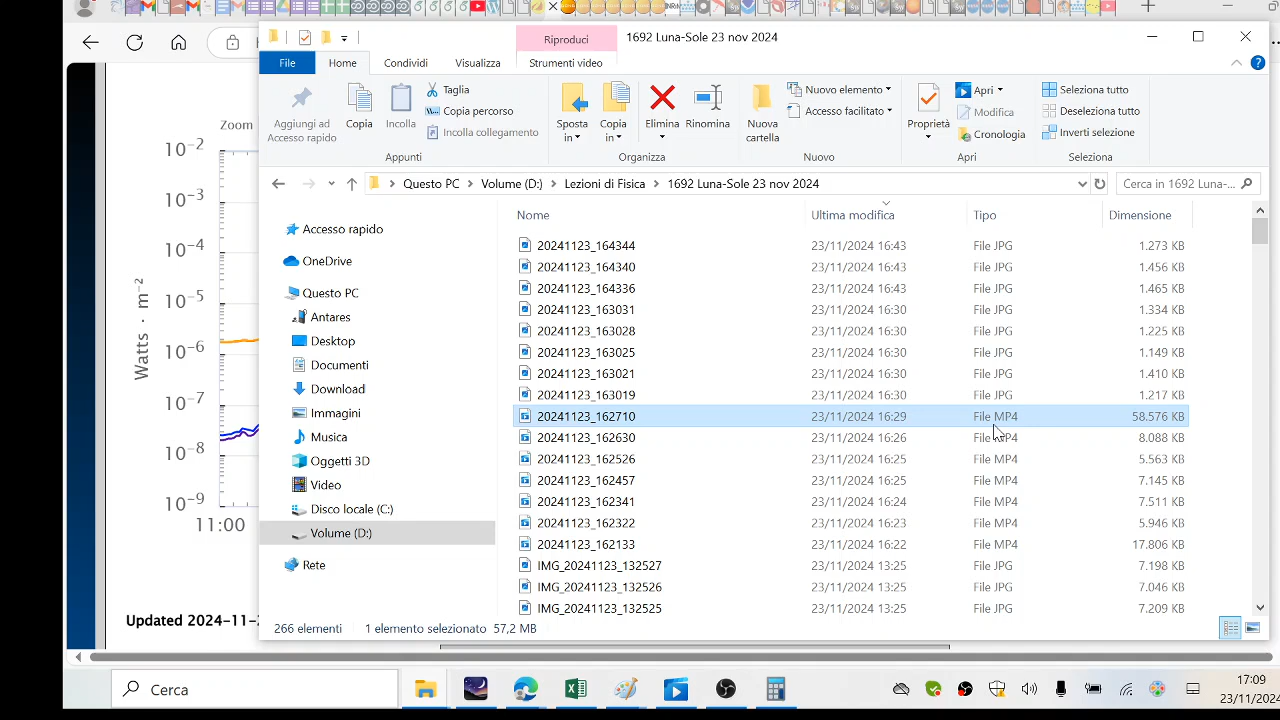 Riproduci
1692 Luna-Sole 23 nov 2024
File
Home
Condividi
Visualizza
Strumenti video
Aggiungi ad
Accesso rapido
Copia
Incolla
Taglia
Copia percorso
Incolla collegamento
Appunti
Sposta
in
Copia
in
Elimina
Rinomina
Organizza
Nuova
cartella
Nuovo elemento
Accesso facilitato
Nuovo
Proprietà
Apri
Modifica
Cronologia
Apri
Seleziona tutto
Deseleziona tutto
Inverti selezione
Selezione
Questo PC
Volume (D:)
Lezioni di Fisica
1692 Luna-Sole 23 nov 2024
Cerca in 1692 Luna-...
Nome
Ultima modifica
Tipo
Dimensione
Accesso rapido
OneDrive
Questo PC
Antares
Desktop
Documenti
Download
Immagini
Musica
Oggetti 3D
Video
Disco locale (C:)
Volume (D:)
Rete
20241123_164344 23/11/2024 16:43 File JPG 1.273 KB
20241123_164340 23/11/2024 16:43 File JPG 1.456 KB
20241123_164336 23/11/2024 16:43 File JPG 1.465 KB
20241123_163031 23/11/2024 16:30 File JPG 1.334 KB
20241123_163028 23/11/2024 16:30 File JPG 1.225 KB
20241123_163025 23/11/2024 16:30 File JPG 1.149 KB
20241123_163021 23/11/2024 16:30 File JPG 1.410 KB
20241123_163019 23/11/2024 16:30 File JPG 1.217 KB
20241123_162710 23/11/2024 16:29 File MP4 58.576 KB
20241123_162630 23/11/2024 16:26 File MP4 8.088 KB
20241123_162526 23/11/2024 16:25 File MP4 5.563 KB
20241123_162457 23/11/2024 16:25 File MP4 7.145 KB
20241123_162341 23/11/2024 16:24 File MP4 7.511 KB
20241123_162322 23/11/2024 16:23 File MP4 5.946 KB
20241123_162133 23/11/2024 16:22 File MP4 17.806 KB
IMG_20241123_132527 23/11/2024 13:25 File JPG 7.198 KB
IMG_20241123_132526 23/11/2024 13:25 File JPG 7.046 KB
IMG_20241123_132525 23/11/2024 13:25 File JPG 7.209 KB
266 elementi 1 elemento selezionato 57,2 MB
Zoom
10⁻²
10⁻³
10⁻⁴
10⁻⁵
10⁻⁶
10⁻⁷
10⁻⁸
10⁻⁹
Watts · m⁻²
11:00
Updated 2024-11-2
Cerca
17:09
23/11/2024